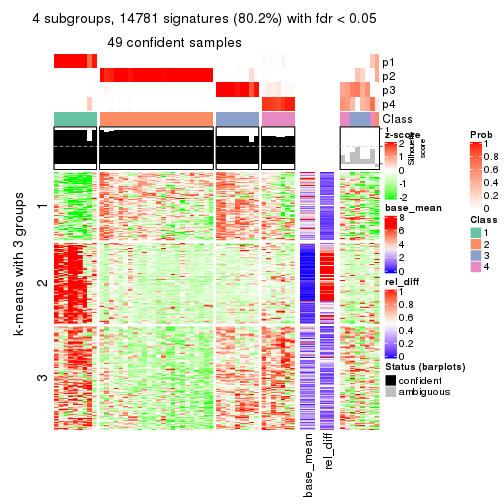 4 subgroups, 14781 signatures (80.2%) with fdr < 0.05
49 confident samples
p1
p2
p3
p4
Class
1
Silhouette
score
k-means with 3 groups
1
2
3
base_mean
rel_diff
z-score
2
1
0
-1
-2
base_mean
8
6
4
2
0
rel_diff
1
0.8
0.6
0.4
0.2
0
Status (barplots)
confident
ambiguous
Prob
1
0.8
0.6
0.4
0.2
0
Class
1
2
3
4